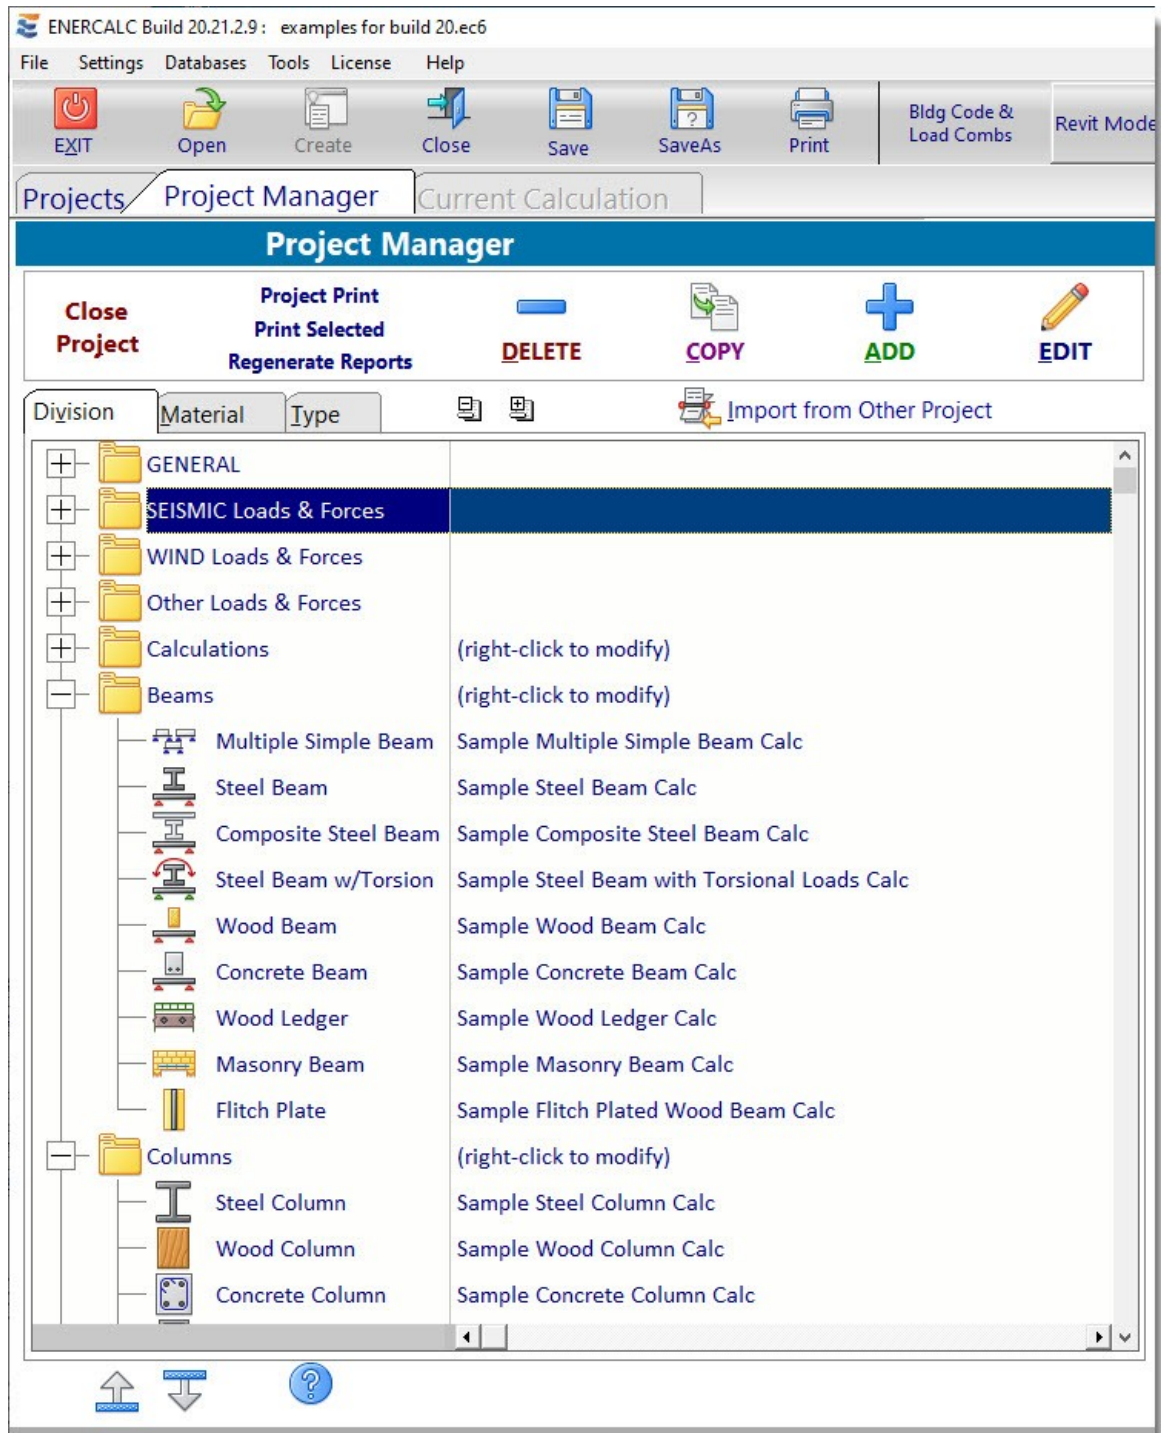 ENERCALC Build 20.21.2.9 : examples for build 20.ec6
File Settings Databases Tools License Help
EXIT Open Create Close Save SaveAs Print
Bldg Code &
Load Combs
Revit Mode
Projects Project Manager Current Calculation
Project Manager
Close
Project
Project Print
Print Selected
Regenerate Reports
DELETE COPY ADD EDIT
Division Material Type Import from Other Project
GENERAL
SEISMIC Loads & Forces
WIND Loads & Forces
Other Loads & Forces
Calculations (right-click to modify)
Beams (right-click to modify)
Multiple Simple Beam Sample Multiple Simple Beam Calc
Steel Beam Sample Steel Beam Calc
Composite Steel Beam Sample Composite Steel Beam Calc
Steel Beam w/Torsion Sample Steel Beam with Torsional Loads Calc
Wood Beam Sample Wood Beam Calc
Concrete Beam Sample Concrete Beam Calc
Wood Ledger Sample Wood Ledger Calc
Masonry Beam Sample Masonry Beam Calc
Flitch Plate Sample Flitch Plated Wood Beam Calc
Columns (right-click to modify)
Steel Column Sample Steel Column Calc
Wood Column Sample Wood Column Calc
Concrete Column Sample Concrete Column Calc